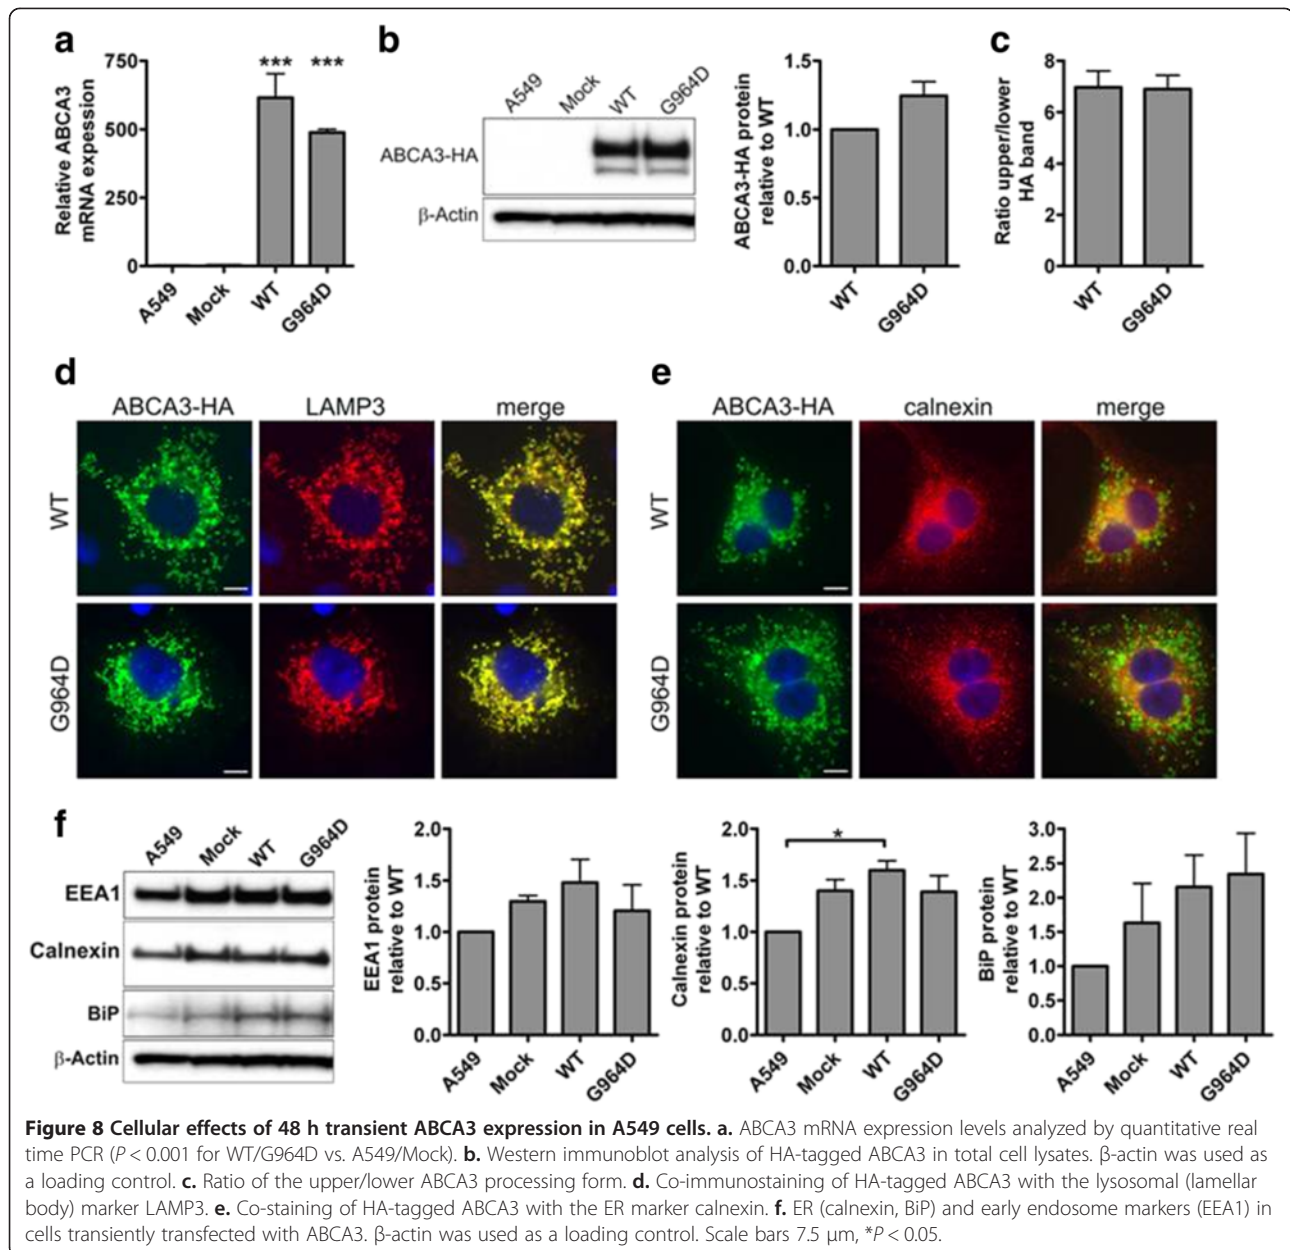 a
750
500
250
0
Relative ABCA3
mRNA expession
***
***
A549
Mock
WT
G964D
b
A549
Mock
WT
G964D
ABCA3-HA
β-Actin
ABCA3-HA protein
relative to WT
1.5
1.0
0.5
0.0
WT
G964D
c
Ratio upper/lower
HA band
8
6
4
2
0
WT
G964D
d
ABCA3-HA
LAMP3
merge
WT
G964D
e
ABCA3-HA
calnexin
merge
WT
G964D
f
A549
Mock
WT
G964D
EEA1
Calnexin
BiP
β-Actin
EEA1 protein
relative to WT
2.0
1.5
1.0
0.5
0.0
A549
Mock
WT
G964D
Calnexin protein
relative to WT
2.0
1.5
1.0
0.5
0.0
*
A549
Mock
WT
G964D
BiP protein
relative to WT
3.0
2.5
2.0
1.5
1.0
0.5
0.0
A549
Mock
WT
G964D
Figure 8 Cellular effects of 48 h transient ABCA3 expression in A549 cells. a. ABCA3 mRNA expression levels analyzed by quantitative real
time PCR (P < 0.001 for WT/G964D vs. A549/Mock). b. Western immunoblot analysis of HA-tagged ABCA3 in total cell lysates. β-actin was used as
a loading control. c. Ratio of the upper/lower ABCA3 processing form. d. Co-immunostaining of HA-tagged ABCA3 with the lysosomal (lamellar
body) marker LAMP3. e. Co-staining of HA-tagged ABCA3 with the ER marker calnexin. f. ER (calnexin, BiP) and early endosome markers (EEA1) in
cells transiently transfected with ABCA3. β-actin was used as a loading control. Scale bars 7.5 μm, *P < 0.05.